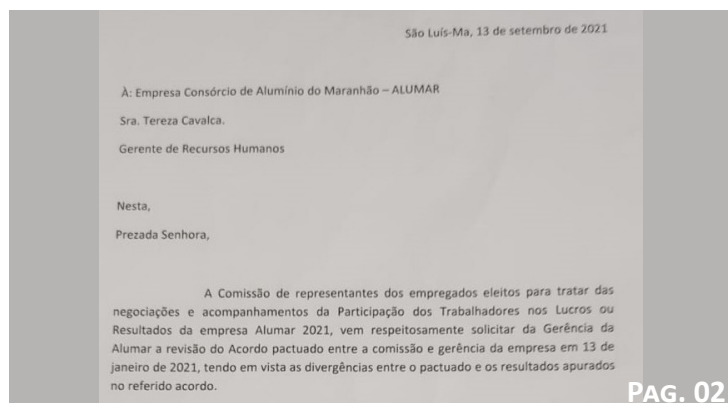 São Luís-Ma, 13 de setembro de 2021
À: Empresa Consórcio de Alumínio do Maranhão – ALUMAR
Sra. Tereza Cavalca.
Gerente de Recursos Humanos
Nesta,
Prezada Senhora,
A Comissão de representantes dos empregados eleitos para tratar das
negociações e acompanhamentos da Participação dos Trabalhadores nos Lucros ou
Resultados da empresa Alumar 2021, vem respeitosamente solicitar da Gerência da
Alumar a revisão do Acordo pactuado entre a comissão e gerência da empresa em 13 de
janeiro de 2021, tendo em vista as divergências entre o pactuado e os resultados apurados
no referido acordo.
PAG. 02